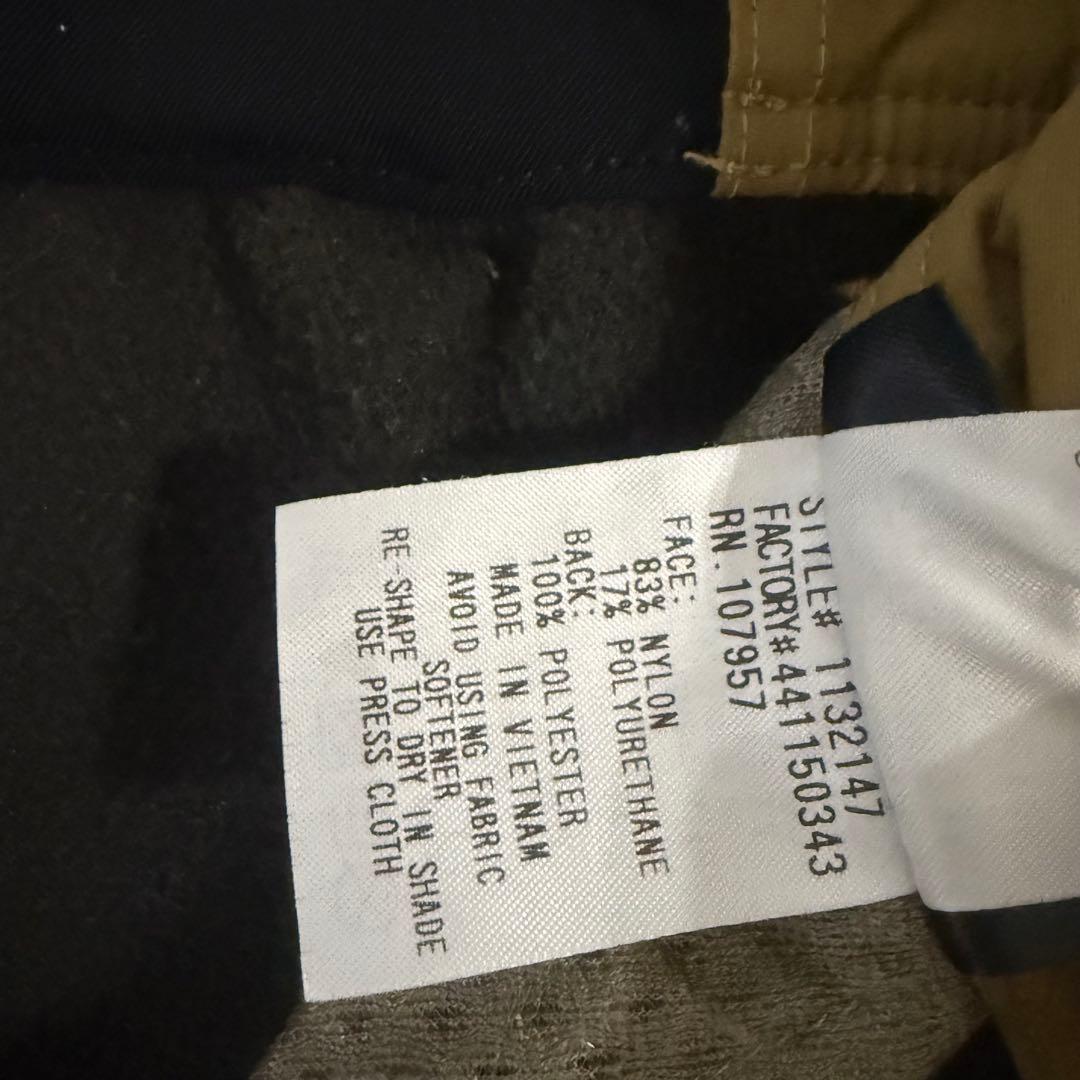 STYLE# 1132147
FACTORY#441150343
RN.107957
FACE:
83% NYLON
17% POLYURETHANE
BACK:
100% POLYESTER
MADE IN VIETNAM
AVOID USING FABRIC
SOFTENER
RE-SHAPE TO DRY IN SHADE
USE PRESS CLOTH